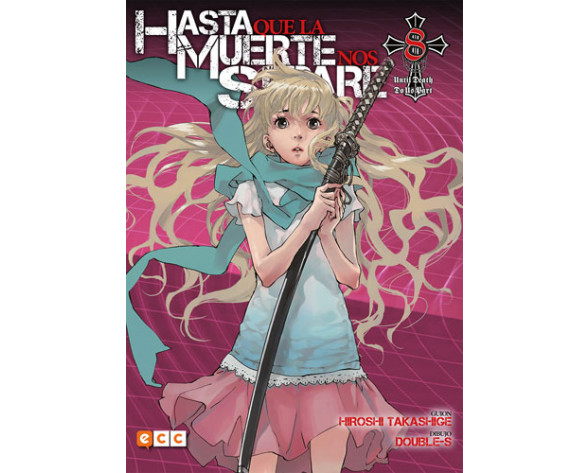 HASTA QUE LA
MUERTE NOS
SEPARE
8
Until Death
Do Us Part
GUION
HIROSHI TAKASHIGE
DIBUJO
DOUBLE-S
ecc